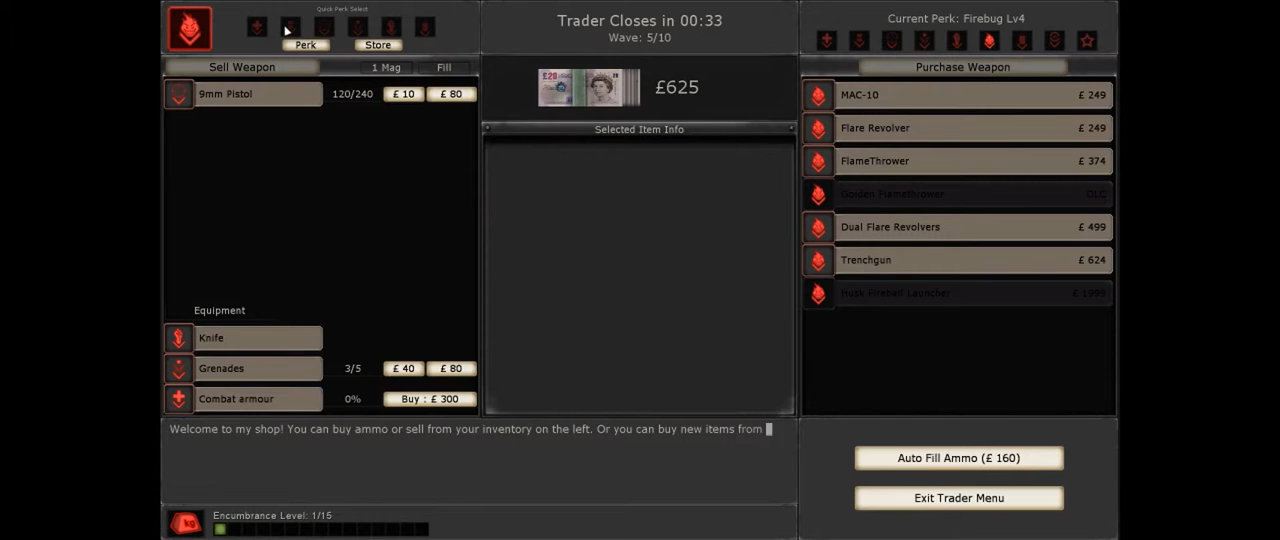 Quick Perk Select
Perk
Store
Trader Closes in 00:33
Wave: 5/10
Current Perk: Firebug Lv4
Sell Weapon
1 Mag
Fill
9mm Pistol
120/240
£ 10
£ 80
£20
20
£625
Selected Item Info
Purchase Weapon
MAC-10
£ 249
Flare Revolver
£ 249
FlameThrower
£ 374
Golden Flamethrower
DLC
Dual Flare Revolvers
£ 499
Trenchgun
£ 624
Husk Fireball Launcher
£ 1999
Equipment
Knife
Grenades
3/5
£ 40
£ 80
Combat armour
0%
Buy : £ 300
Welcome to my shop! You can buy ammo or sell from your inventory on the left. Or you can buy new items from
Auto Fill Ammo (£ 160)
Exit Trader Menu
kg
Encumbrance Level: 1/15